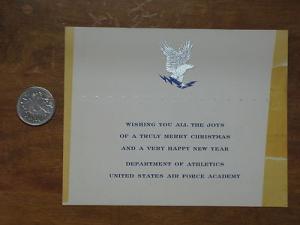 WISHING YOU ALL THE JOYS
OF A TRULY MERRY CHRISTMAS
AND A VERY HAPPY NEW YEAR
DEPARTMENT OF ATHLETICS
UNITED STATES AIR FORCE ACADEMY